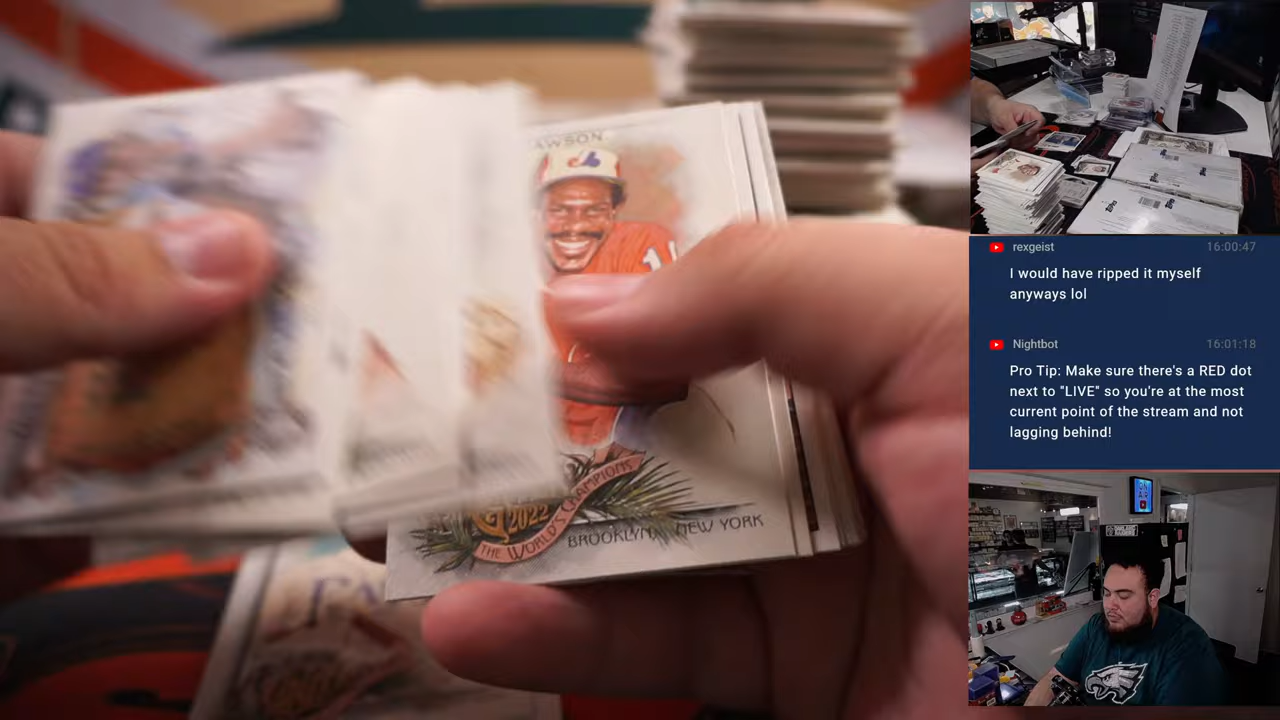 AWSON
2022
THE WORLD'S CHAMPIONS
BROOKLYN, NEW YORK
rexgeist 16:00:47
I would have ripped it myself
anyways lol
Nightbot 16:01:18
Pro Tip: Make sure there's a RED dot
next to "LIVE" so you're at the most
current point of the stream and not
lagging behind!